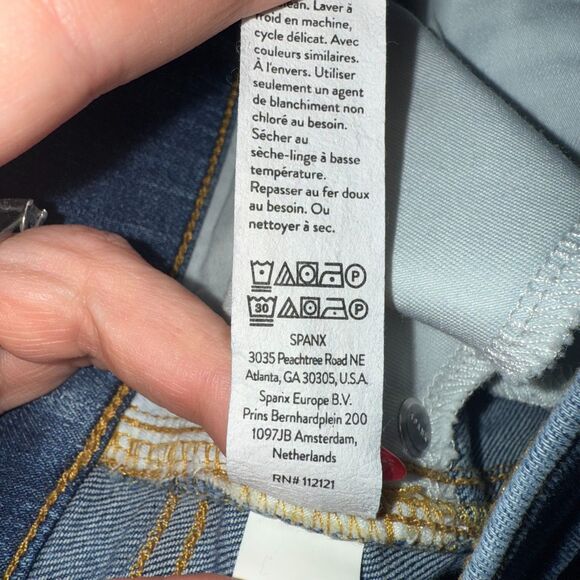 Laver à
froid en machine,
cycle délicat. Avec
couleurs similaires.
À l'envers. Utiliser
seulement un agent
de blanchiment non
chloré au besoin.
Sécher au
sèche-linge à basse
température.
Repasser au fer doux
au besoin. Ou
nettoyer à sec.
P
30 P
SPANX
3035 Peachtree Road NE
Atlanta, GA 30305, U.S.A.
Spanx Europe B.V.
Prins Bernhardplein 200
1097JB Amsterdam,
Netherlands
RN# 112121